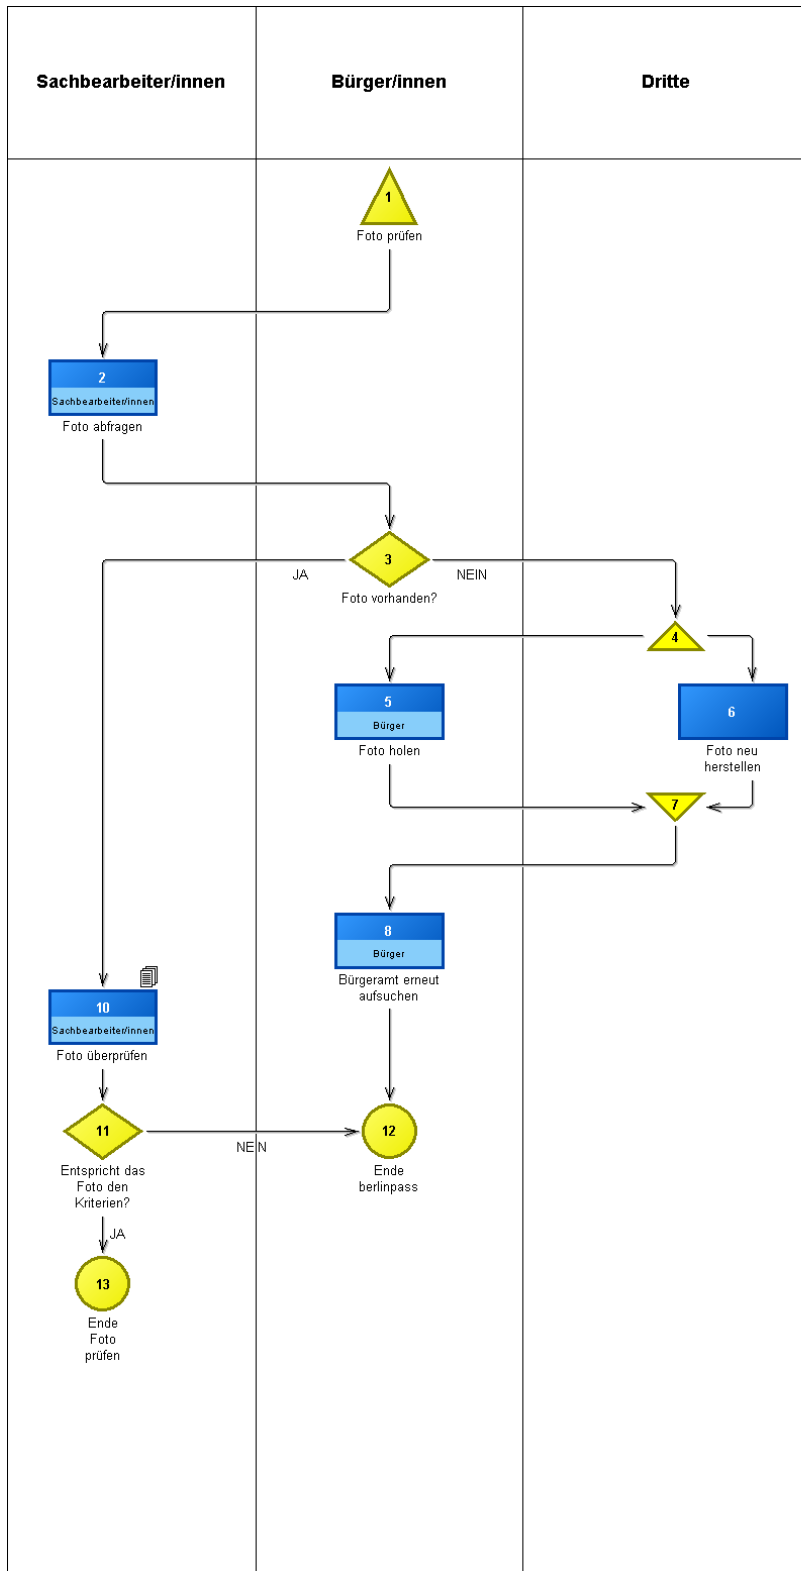 Sachbearbeiter/innen
Bürger/innen
Dritte
1
Foto prüfen
2
Sachbearbeiter/innen
Foto abfragen
3
JA
NEIN
Foto vorhanden?
4
5
Bürger
Foto holen
6
Foto neu
herstellen
7
8
Bürger
Bürgeramt erneut
aufsuchen
10
Sachbearbeiter/innen
Foto überprüfen
11
NEIN
12
Entspricht das
Foto den
Kriterien?
Ende
berlinpass
JA
13
Ende
Foto
prüfen